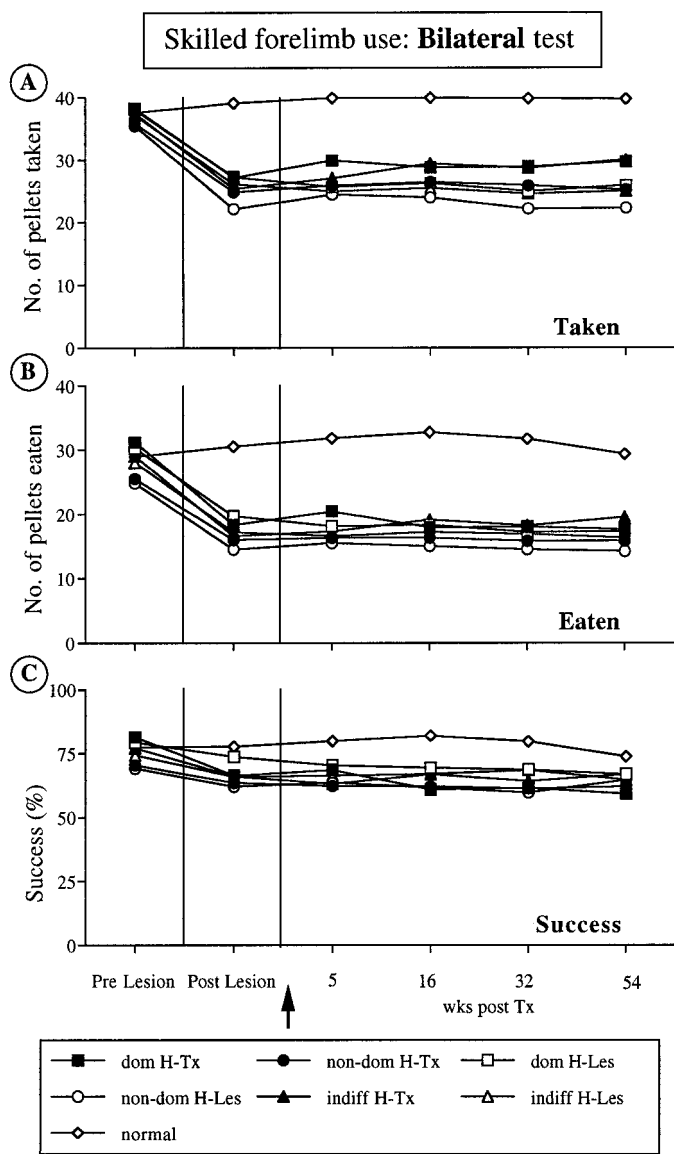 Skilled forelimb use: Bilateral test
A
40
30
20
10
0
No. of pellets taken
Taken
B
40
30
20
10
0
No. of pellets eaten
Eaten
C
100
75
50
25
0
Success (%)
Success
Pre Lesion Post Lesion 5 16 32 54
wks post Tx
dom H-Tx non-dom H-Tx dom H-Les
non-dom H-Les indiff H-Tx indiff H-Les
normal